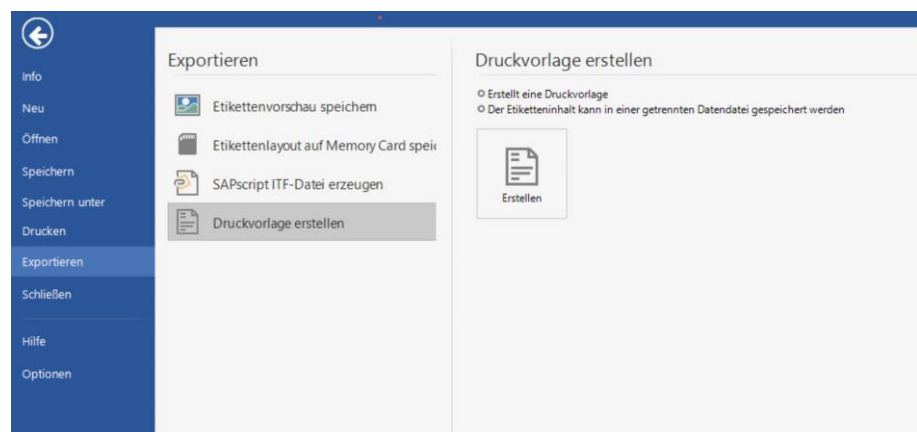 Info
Neu
Öffnen
Speichern
Speichern unter
Drucken
Exportieren
Schließen
Hilfe
Optionen
Exportieren
Etikettenvorschau speichern
Etikettenlayout auf Memory Card speic
SAPscript ITF-Datei erzeugen
Druckvorlage erstellen
Druckvorlage erstellen
Erstellt eine Druckvorlage
Der Etiketteninhalt kann in einer getrennten Datendatei gespeichert werden
Erstellen